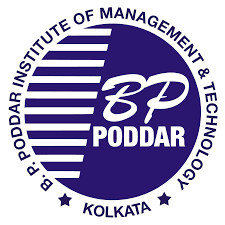 B. P. PODDAR INSTITUTE OF MANAGEMENT & TECHNOLOGY
BP
PODDAR
KOLKATA